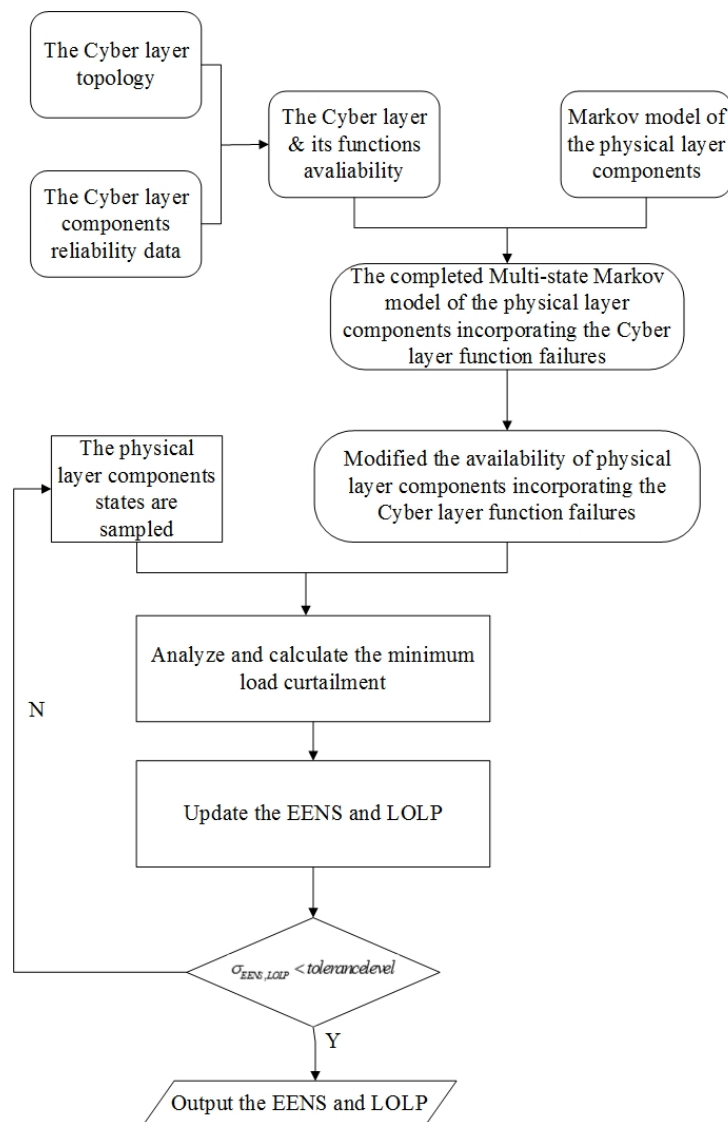 The Cyber layer
topology
The Cyber layer
components
reliability data
The Cyber layer
& its functions
avaliability
Markov model of
the physical layer
components
The completed Multi-state Markov
model of the physical layer
components incorporating the Cyber
layer function failures
The physical
layer components
states are
sampled
Modified the availability of physical
layer components incorporating the
Cyber layer function failures
Analyze and calculate the minimum
load curtailment
N
Update the EENS and LOLP
σ_EENS,LOLP < tolerancelevel
Y
Output the EENS and LOLP